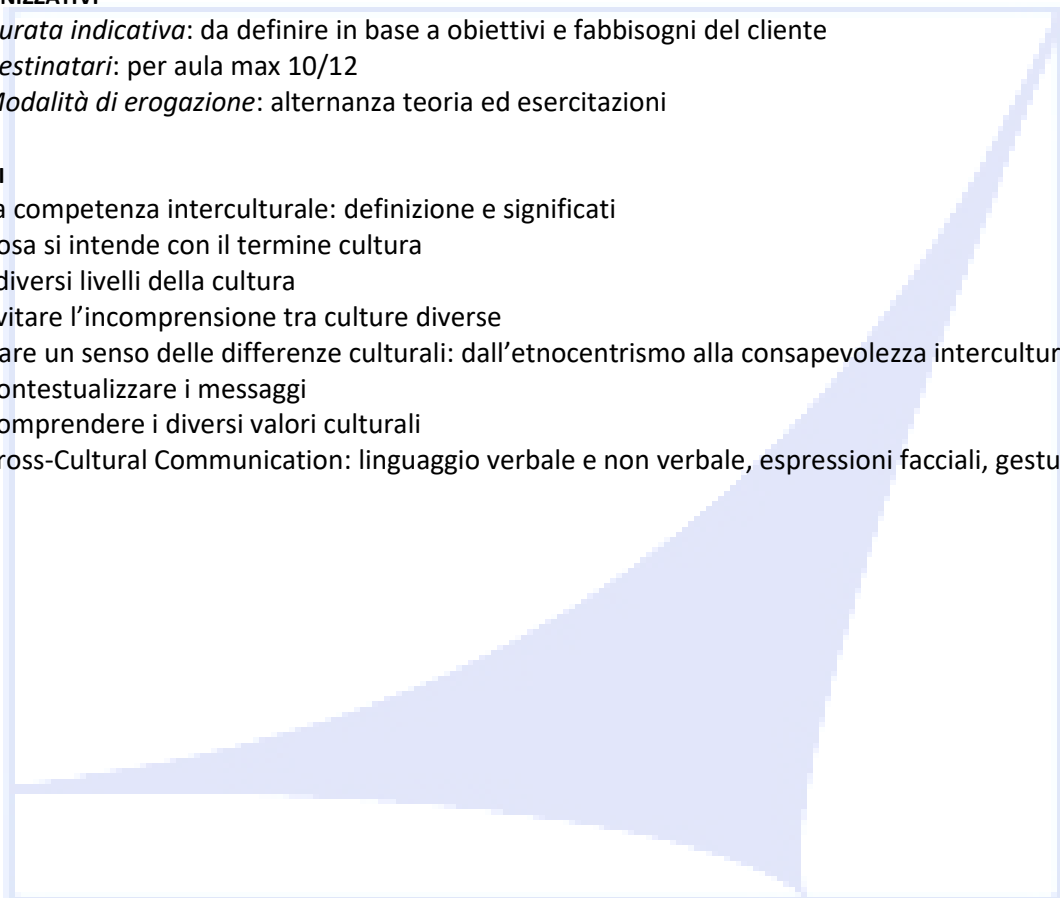 urata indicativa: da definire in base a obiettivi e fabbisogni del cliente
estinatari: per aula max 10/12
Modalità di erogazione: alternanza teoria ed esercitazioni
a competenza interculturale: definizione e significati
osa si intende con il termine cultura
diversi livelli della cultura
vitare l’incomprensione tra culture diverse
are un senso delle differenze culturali: dall’etnocentrismo alla consapevolezza intercultur
ontestualizzare i messaggi
omprendere i diversi valori culturali
ross-Cultural Communication: linguaggio verbale e non verbale, espressioni facciali, gestu